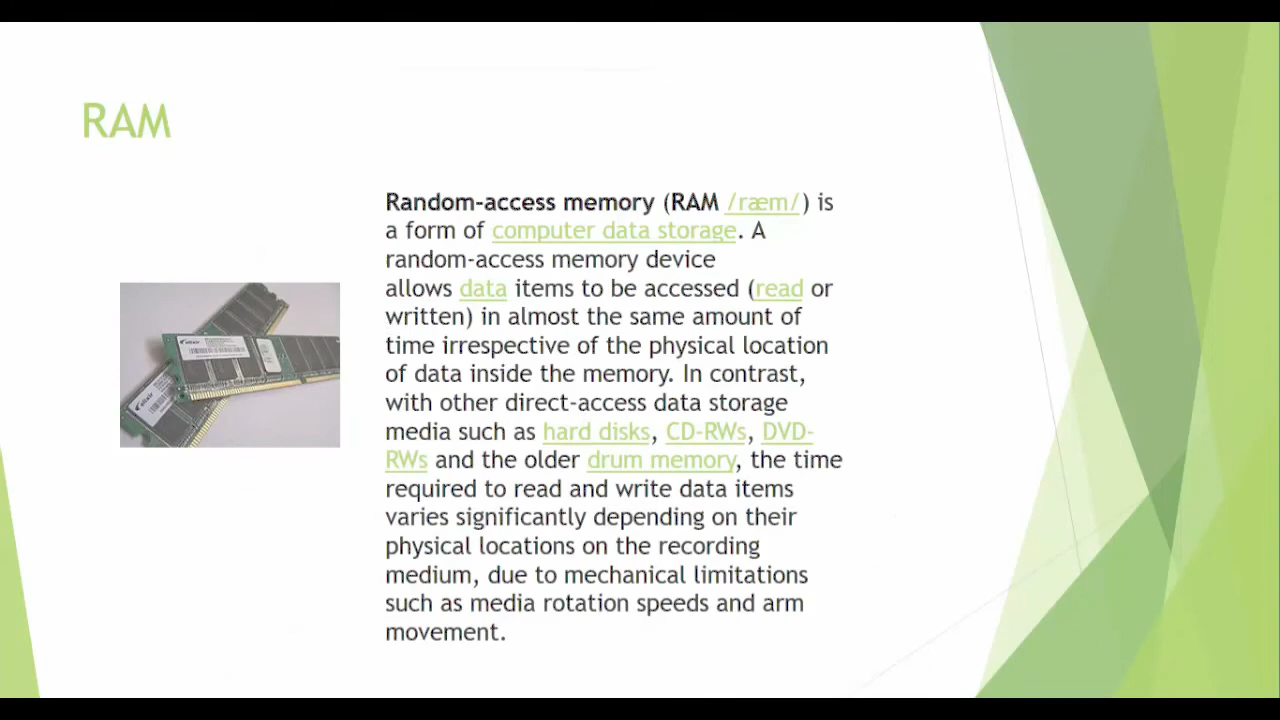 RAM
Random-access memory (RAM /ræm/) is
a form of computer data storage. A
random-access memory device
allows data items to be accessed (read or
written) in almost the same amount of
time irrespective of the physical location
of data inside the memory. In contrast,
with other direct-access data storage
media such as hard disks, CD-RWs, DVD-
RWs and the older drum memory, the time
required to read and write data items
varies significantly depending on their
physical locations on the recording
medium, due to mechanical limitations
such as media rotation speeds and arm
movement.
elixir
elixir